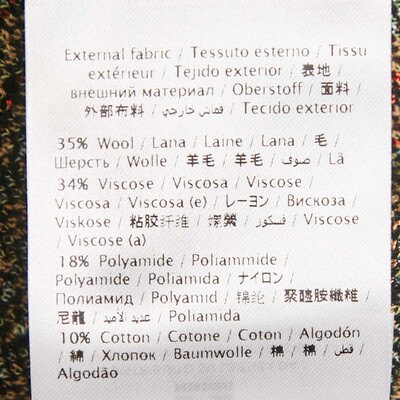 External fabric / Tessuto esterno / Tissu
extérieur / Tejido exterior / 表地 /
внешний материал / Oberstoff / 面料 /
外部布料 / قماش خارجي / Tecido exterior
35% Wool / Lana / Laine / Lana / 毛 /
Шерсть / Wolle / 羊毛 / 羊毛 / صوف / Lã
34% Viscose / Viscosa / Viscose /
Viscosa / Viscosa (e) / レーヨン / Вискоза /
Viskose / 粘胶纤维 / 嫘縈 / فسكوز / Viscose
/ Viscose (a)
18% Polyamide / Poliammide /
Polyamide / Poliamida / ナイロン /
Полиамид / Polyamid / 锦纶 / 聚醯胺纖維 /
尼龍 / عديد الأميد / Poliamida
10% Cotton / Cotone / Coton / Algodón
/ 綿 / Хлопок / Baumwolle / 棉 / 棉 / قطن /
Algodão